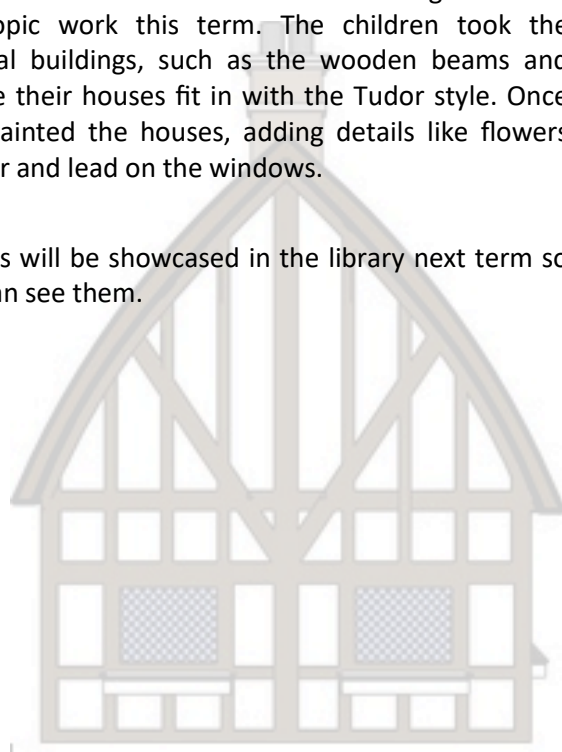 opic work this term. The children took the
al buildings, such as the wooden beams and
e their houses fit in with the Tudor style. Once
ainted the houses, adding details like flowers
r and lead on the windows.
s will be showcased in the library next term so
an see them.